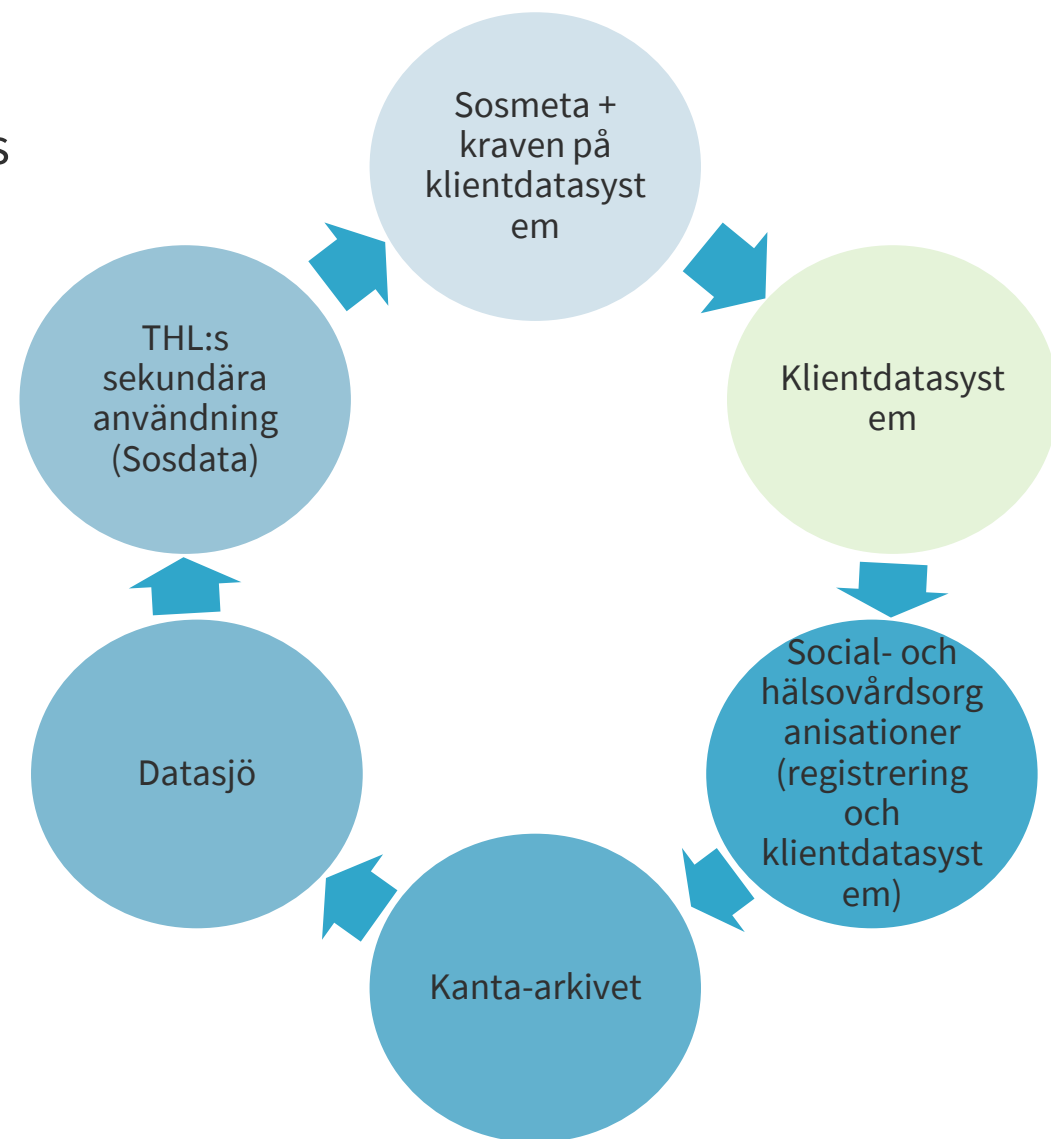 s
Sosmeta +
kraven på
klientdatasyst
em
Klientdatasyst
em
Social- och
hälsovårdsorg
anisationer
(registrering
och
klientdatasyst
em)
Kanta-arkivet
Datasjö
THL:s
sekundära
användning
(Sosdata)